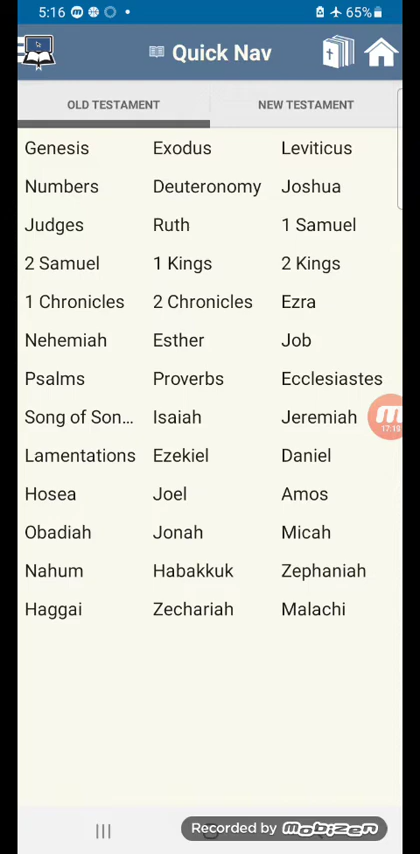 5:16 65%
Quick Nav
OLD TESTAMENT NEW TESTAMENT
Genesis Exodus Leviticus
Numbers Deuteronomy Joshua
Judges Ruth 1 Samuel
2 Samuel 1 Kings 2 Kings
1 Chronicles 2 Chronicles Ezra
Nehemiah Esther Job
Psalms Proverbs Ecclesiastes
Song of Son... Isaiah Jeremiah
17:19
Lamentations Ezekiel Daniel
Hosea Joel Amos
Obadiah Jonah Micah
Nahum Habakkuk Zephaniah
Haggai Zechariah Malachi
Recorded by MOBIZEN